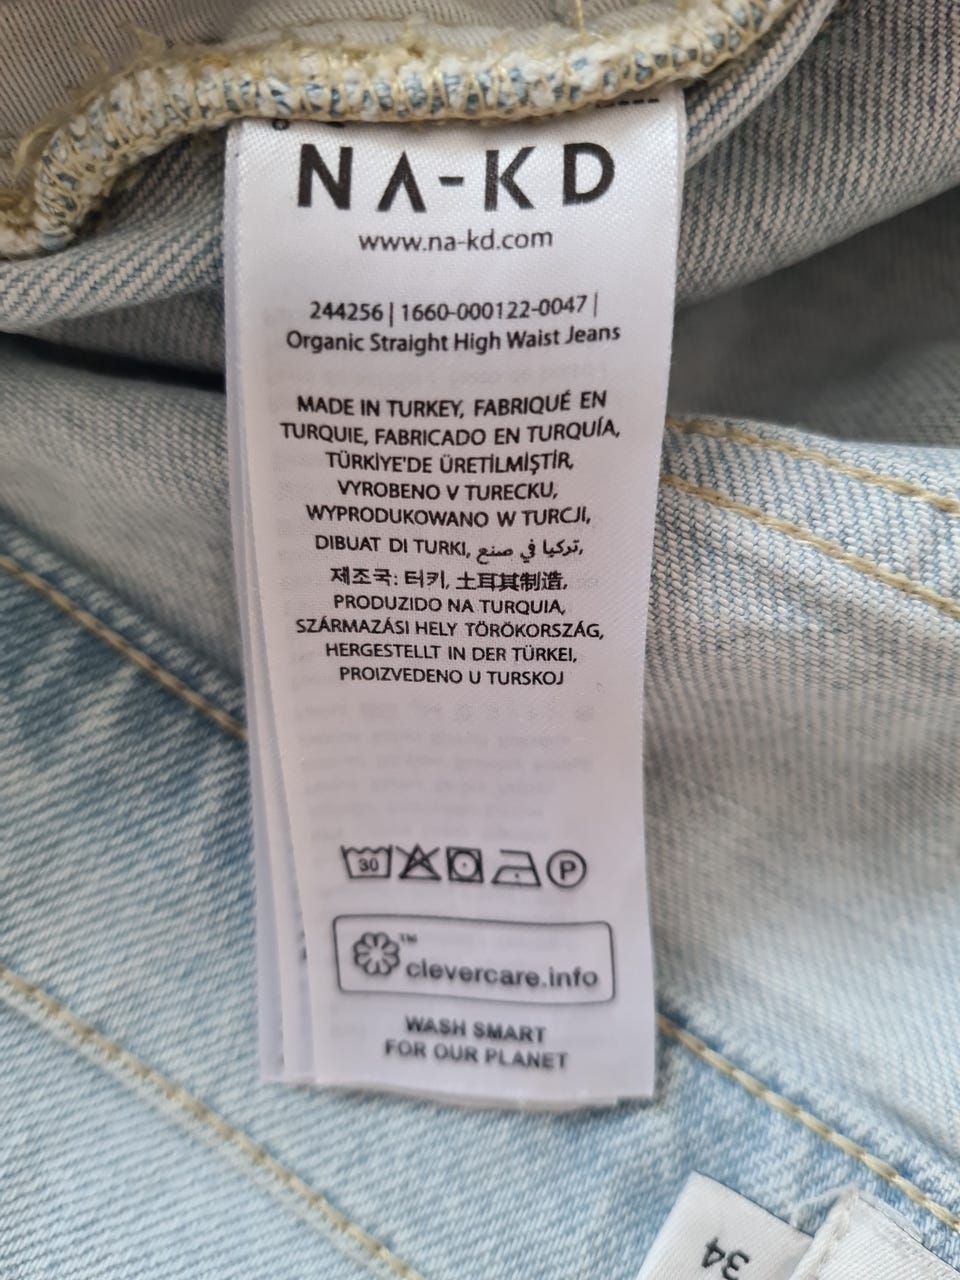 NA-KD
www.na-kd.com
244256 | 1660-000122-0047 |
Organic Straight High Waist Jeans
MADE IN TURKEY, FABRIQUÉ EN
TURQUIE, FABRICADO EN TURQUÍA,
TÜRKİYE'DE ÜRETİLMİŞTİR,
VYROBENO V TURECKU,
WYPRODUKOWANO W TURCJI,
DIBUAT DI TURKI, تركيا في صنع,
제조국: 터키, 土耳其制造,
PRODUZIDO NA TURQUIA,
SZÁRMAZÁSI HELY TÖRÖKORSZÁG,
HERGESTELLT IN DER TÜRKEI,
PROIZVEDENO U TURSKOJ
30 P
™ clevercare.info
WASH SMART
FOR OUR PLANET
34